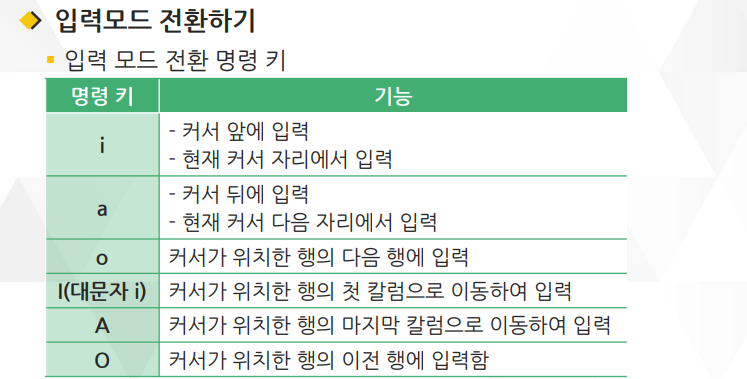 입력모드 전환하기
입력 모드 전환 명령 키
명령 키 기능
i
- 커서 앞에 입력
- 현재 커서 자리에서 입력
a
- 커서 뒤에 입력
- 현재 커서 다음 자리에서 입력
o 커서가 위치한 행의 다음 행에 입력
I(대문자 i) 커서가 위치한 행의 첫 칼럼으로 이동하여 입력
A 커서가 위치한 행의 마지막 칼럼으로 이동하여 입력
O 커서가 위치한 행의 이전 행에 입력함